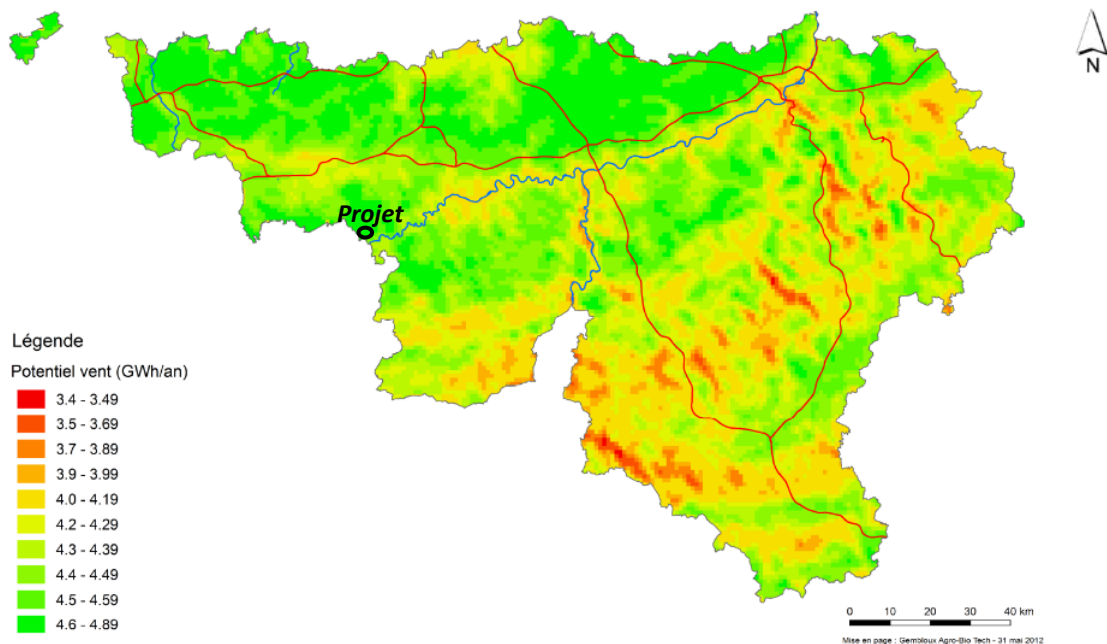 N
Projet
Légende
Potentiel vent (GWh/an)
3.4 - 3.49
3.5 - 3.69
3.7 - 3.89
3.9 - 3.99
4.0 - 4.19
4.2 - 4.29
4.3 - 4.39
4.4 - 4.49
4.5 - 4.59
4.6 - 4.89
0 10 20 30 40 km
Mise en page : Gembloux Agro-Bio Tech - 31 mai 2012